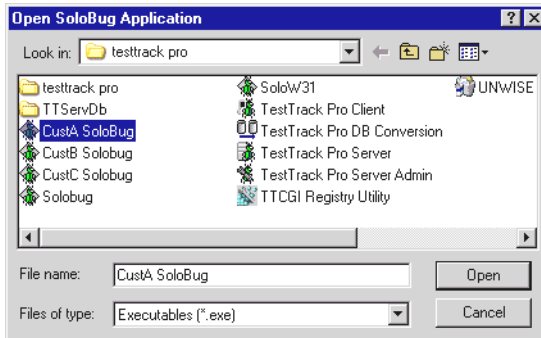 Open SoloBug Application
Look in: testtrack pro
testtrack pro SoloW31 UNWISE
TTServDb TestTrack Pro Client
CustA SoloBug TestTrack Pro DB Conversion
CustB Solobug TestTrack Pro Server
CustC Solobug TestTrack Pro Server Admin
Solobug TTCGI Registry Utility
File name: CustA SoloBug Open
Files of type: Executables (*.exe) Cancel